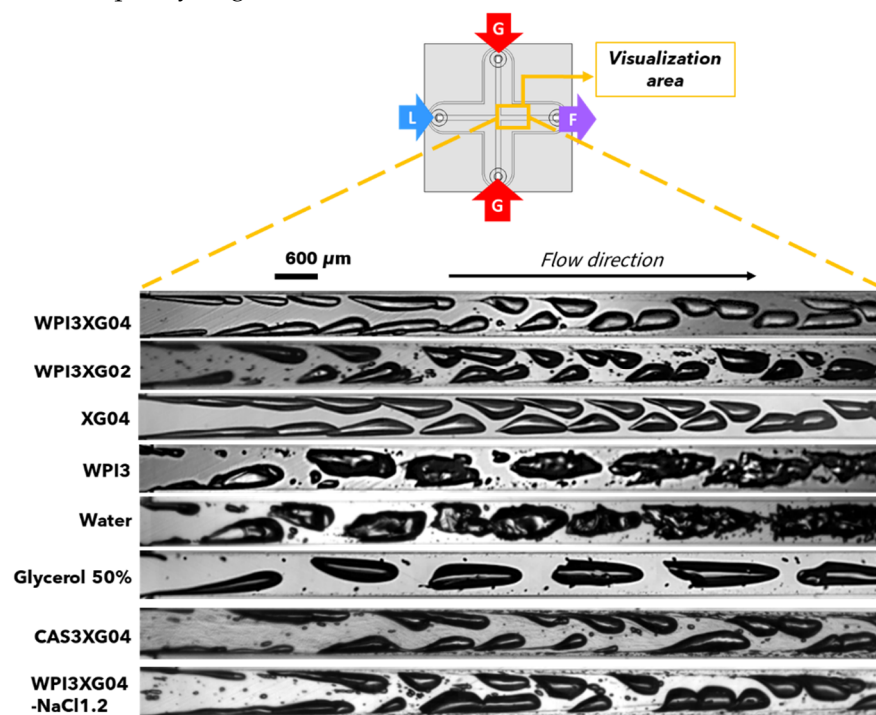 G
Visualization
area
L
F
G
600 µm
Flow direction
WPI3XG04
WPI3XG02
XG04
WPI3
Water
Glycerol 50%
CAS3XG04
WPI3XG04
-NaCl1.2